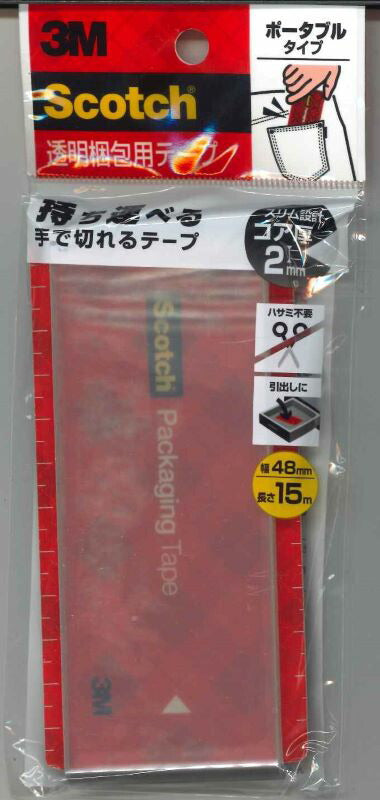 3M
Scotch®
透明梱包用テープ
ポータブル
タイプ
持ち運べる
手で切れるテープ
スリム設計
コア厚
2mm
ハサミ不要
引出しに
幅48mm
長さ15m
Scotch Packaging Tape
3M